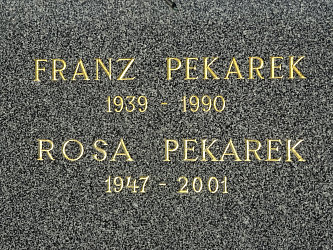 FRANZ PEKAREK
1939 - 1990
ROSA PEKAREK
1947 - 2001